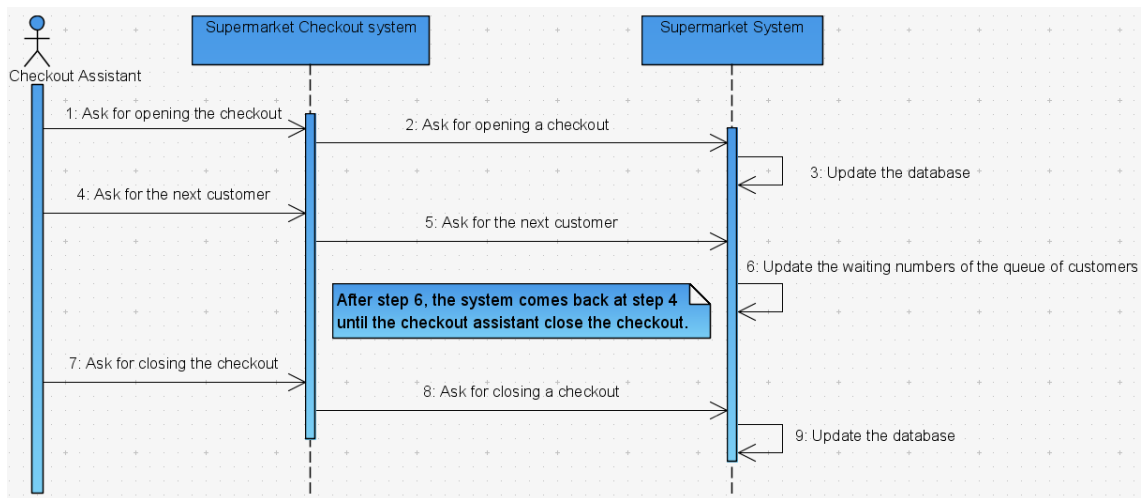 Supermarket Checkout system
Supermarket System
Checkout Assistant
1: Ask for opening the checkout
2: Ask for opening a checkout
3: Update the database
4: Ask for the next customer
5: Ask for the next customer
6: Update the waiting numbers of the queue of customers
After step 6, the system comes back at step 4
until the checkout assistant close the checkout.
7: Ask for closing the checkout
8: Ask for closing a checkout
9: Update the database